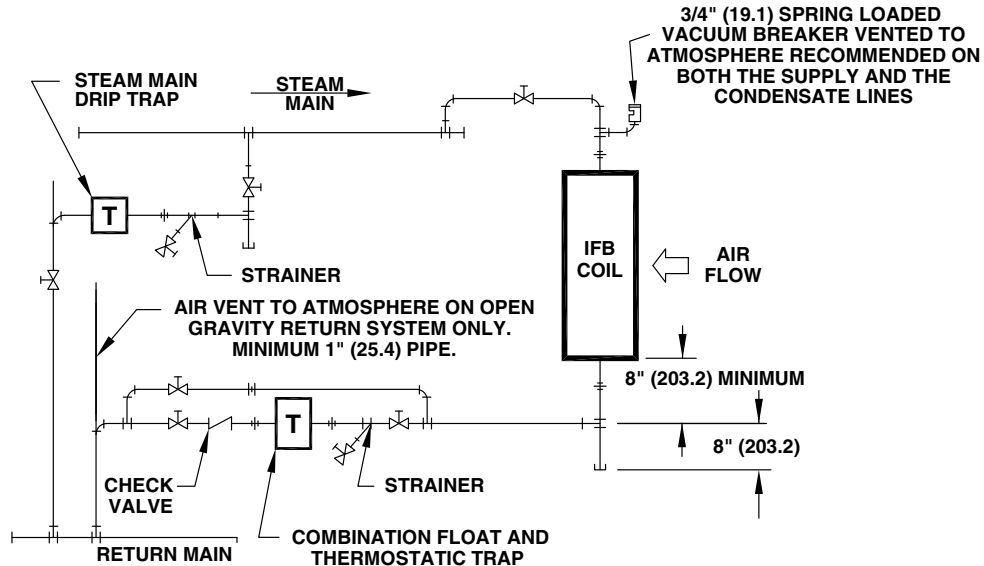 3/4" (19.1) SPRING LOADED
VACUUM BREAKER VENTED TO
ATMOSPHERE RECOMMENDED ON
BOTH THE SUPPLY AND THE
CONDENSATE LINES
STEAM MAIN
DRIP TRAP
STEAM
MAIN
T
STRAINER
IFB
COIL
AIR
FLOW
AIR VENT TO ATMOSPHERE ON OPEN
GRAVITY RETURN SYSTEM ONLY.
MINIMUM 1" (25.4) PIPE.
8" (203.2) MINIMUM
T
8" (203.2)
CHECK
VALVE
STRAINER
COMBINATION FLOAT AND
THERMOSTATIC TRAP
RETURN MAIN